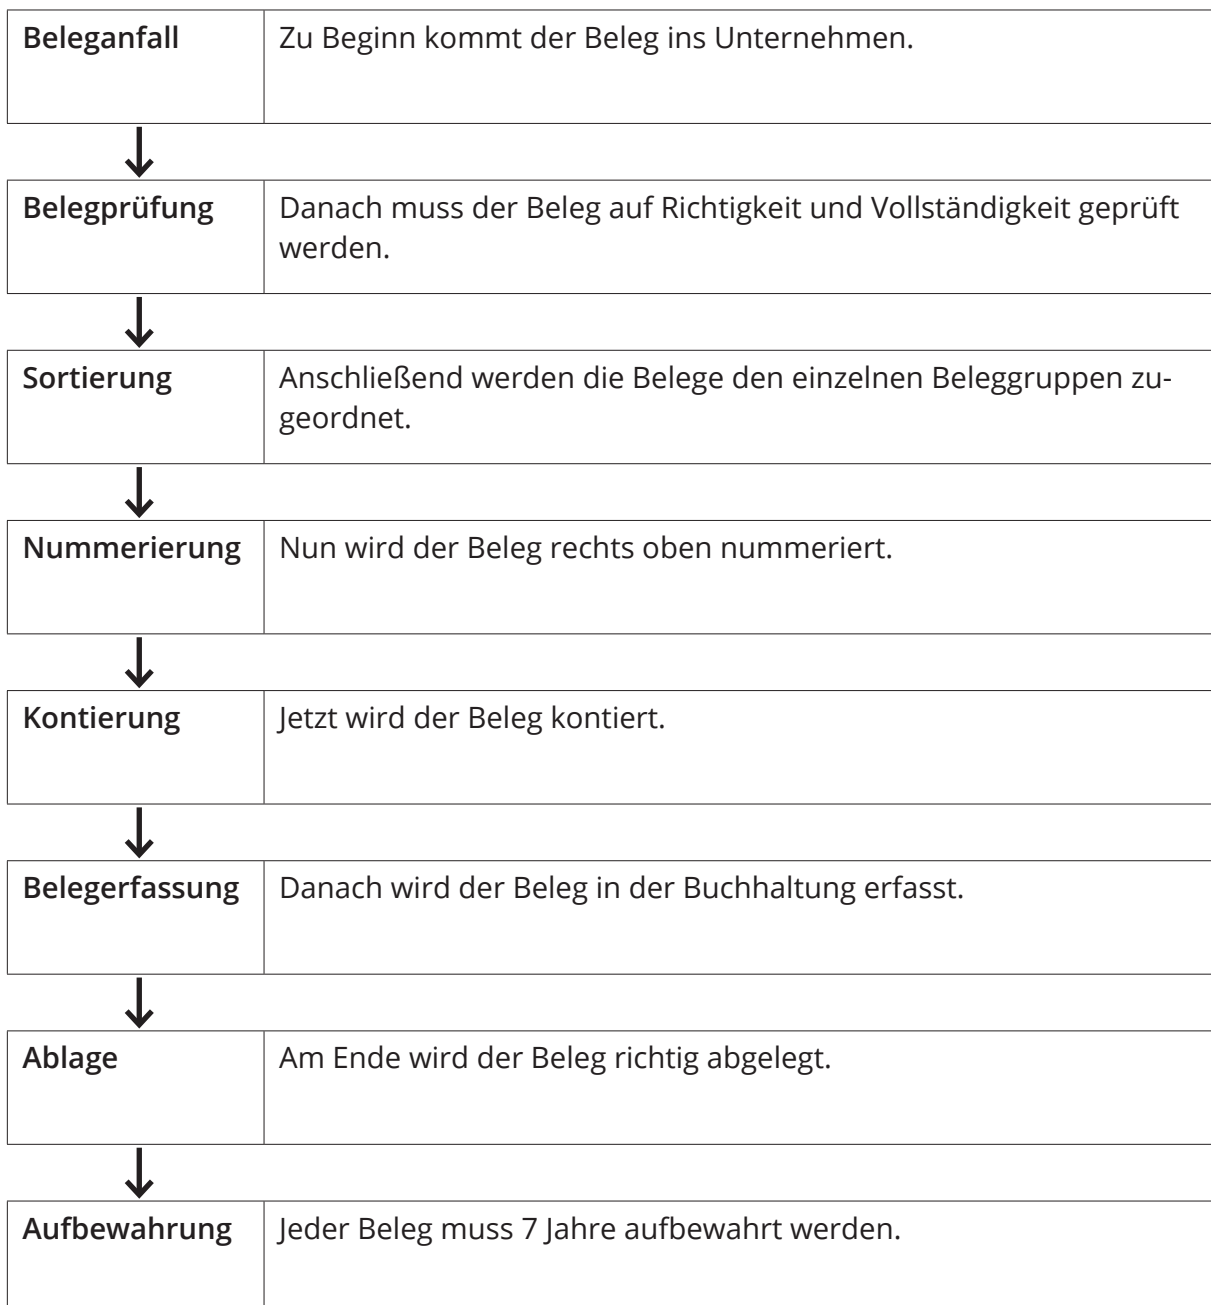 Beleganfall
Zu Beginn kommt der Beleg ins Unternehmen.
Belegprüfung
Danach muss der Beleg auf Richtigkeit und Vollständigkeit geprüft
werden.
Sortierung
Anschließend werden die Belege den einzelnen Beleggruppen zu-
geordnet.
Nummerierung
Nun wird der Beleg rechts oben nummeriert.
Kontierung
Jetzt wird der Beleg kontiert.
Belegerfassung
Danach wird der Beleg in der Buchhaltung erfasst.
Ablage
Am Ende wird der Beleg richtig abgelegt.
Aufbewahrung
Jeder Beleg muss 7 Jahre aufbewahrt werden.